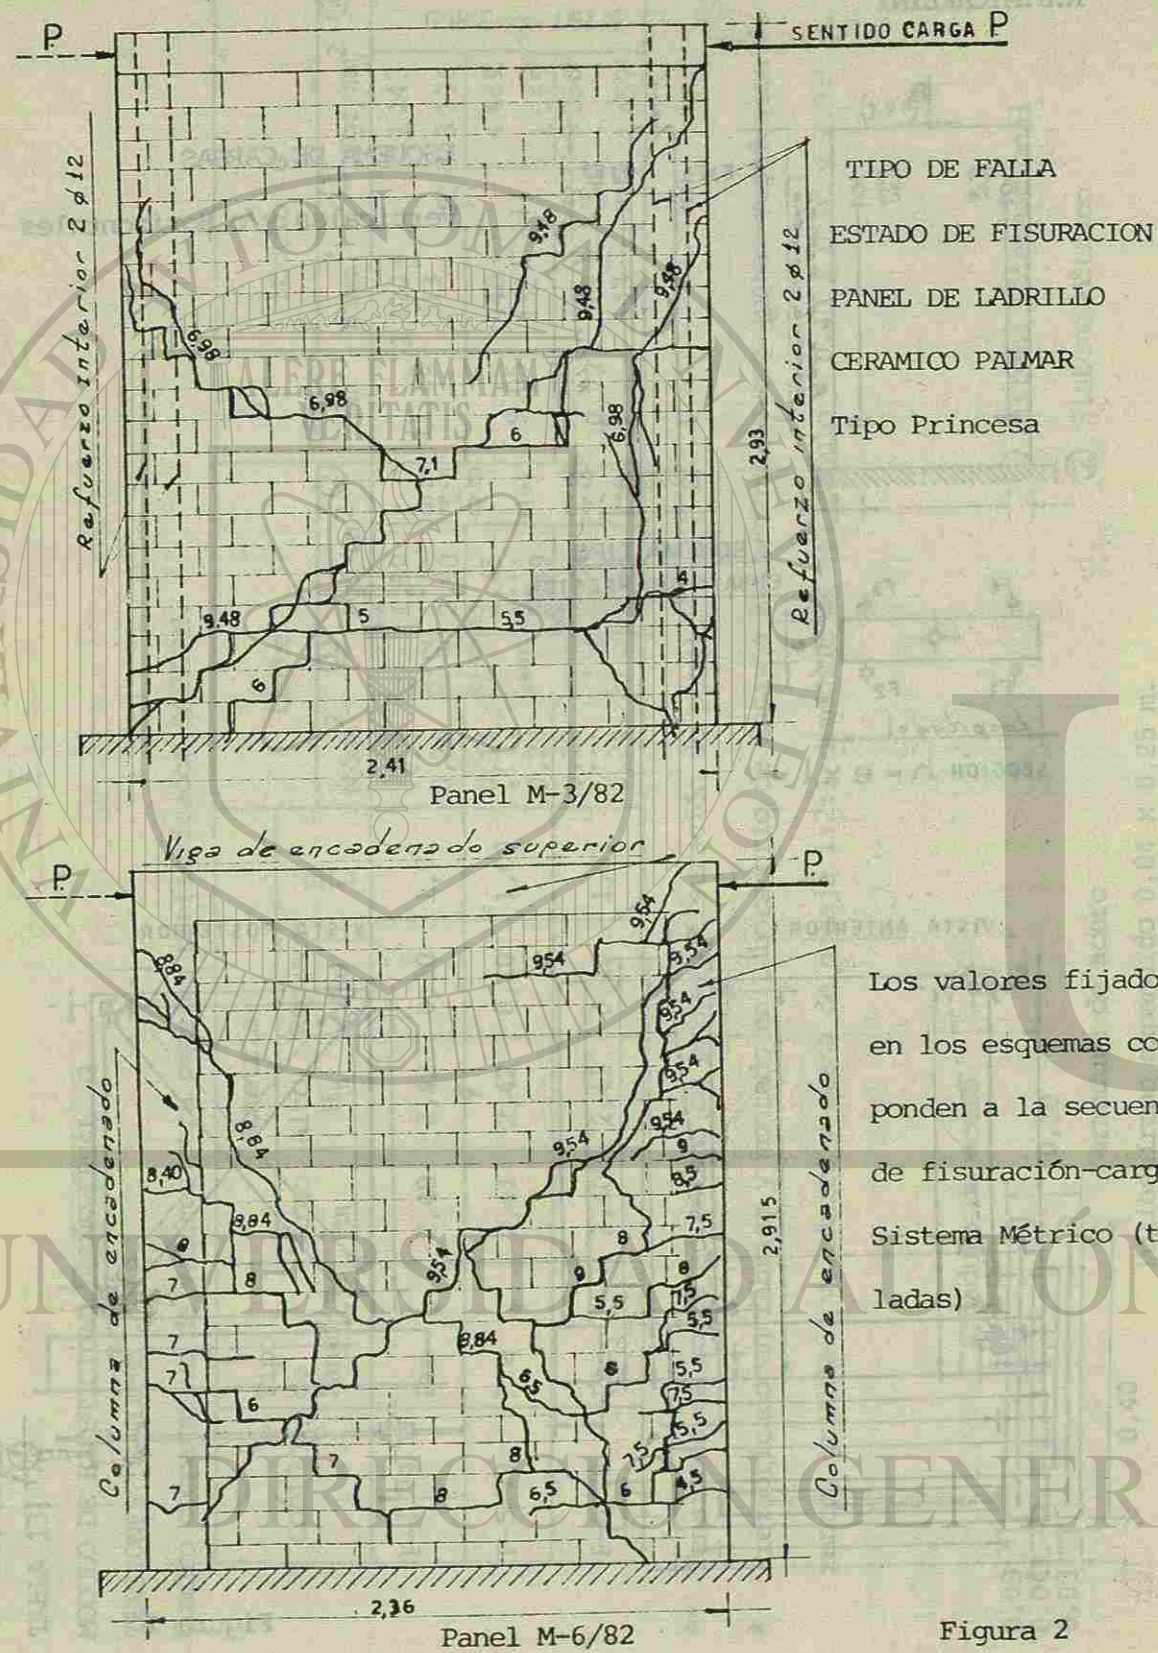 P
SENTIDO CARGA P
TIPO DE FALLA
ESTADO DE FISURACION
PANEL DE LADRILLO
CERAMICO PALMAR
Tipo Princesa
Refuerzo interior 2 ø 12
Refuerzo interior 2 ø 12
9,48
9,48
9,48
6,98
6,98
6,98
6
7,1
2,93
4
9.48
5
5,5
6
2,41
Panel M-3/82
Viga de encadenado superior
P
P
9,54
9,54
9,54
8,84
9,54
9,54
9,54
8,84
9,54
9
8,5
8,40
8,84
8
7,5
8
9,54
9
8
7
8
5,5
7,5
5,5
7
8,84
7
8
5,5
6,5
7,5
6
5,5
7
8
7,5
4,5
7
8
6,5
6
2,915
2,36
Columna de encadenado
Columna de encadenado
Los valores fijado
en los esquemas co
ponden a la secuen
de fisuración-carg
Sistema Métrico (t
ladas)
Panel M-6/82
Figura 2
UNIVERSIDAD AUTÓN
DIRECCIÓN GENER
ALERE FLAMMAM
VERITATIS